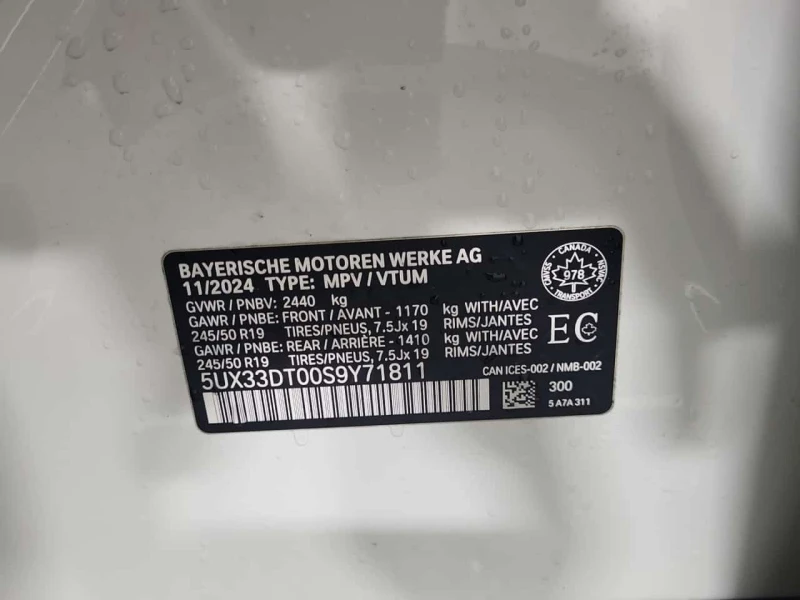 BAYERISCHE MOTOREN WERKE AG
11/2024 TYPE: MPV / VTUM
GVWR / PNBV: 2440 kg
GAWR / PNBE: FRONT / AVANT - 1170 kg WITH/AVEC
245/50 R19 TIRES/PNEUS, 7.5Jx19 RIMS/JANTES
GAWR / PNBE: REAR / ARRIÈRE - 1410 kg WITH/AVEC
245/50 R19 TIRES/PNEUS, 7.5Jx19 RIMS/JANTES
5UX33DT00S9Y71811
CANADA
CMVSS 978 NSVAC
TRANSPORT
EC
CAN ICES-002 / NMB-002
300
5 A7A 311